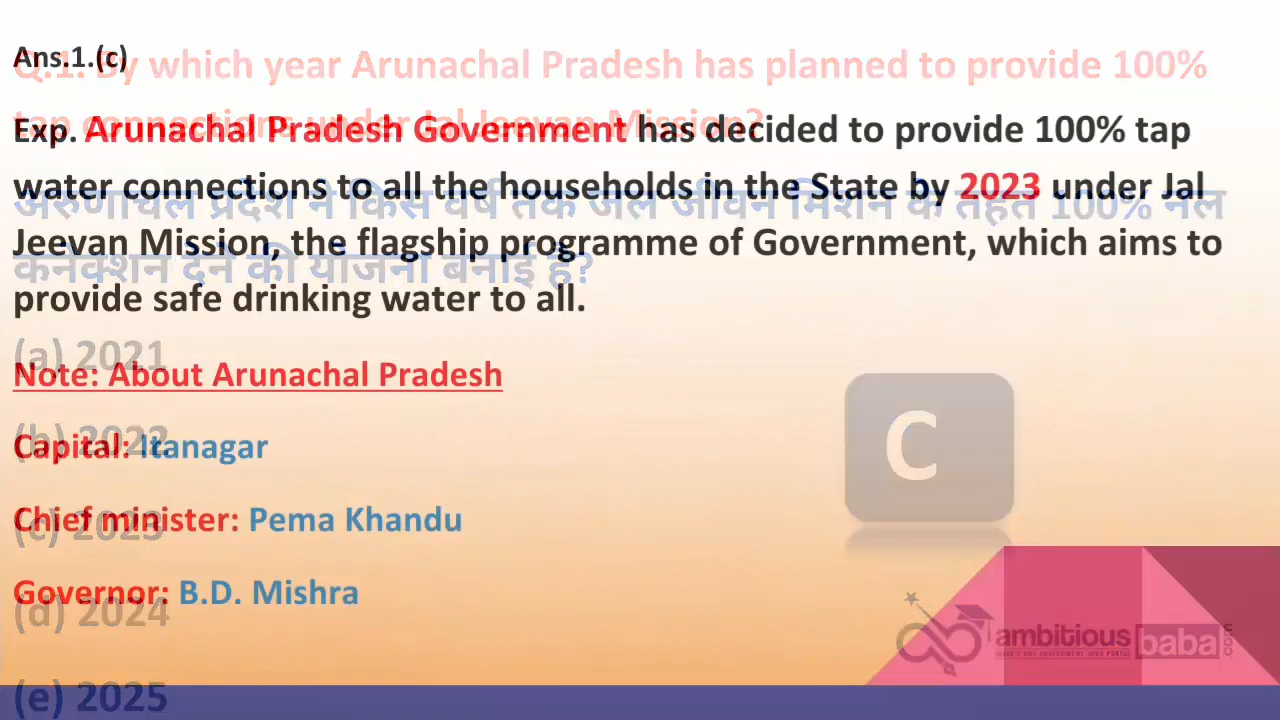 Ans.1.(c)
Q.1. By which year Arunachal Pradesh has planned to provide 100%
tap connections under Jal Jeevan Mission?
Exp. Arunachal Pradesh Government has decided to provide 100% tap
water connections to all the households in the State by 2023 under Jal
अरुणाचल प्रदेश ने किस वर्ष तक जल जीवन मिशन के तहत 100% नल
Jeevan Mission, the flagship programme of Government, which aims to
कनेक्शन देने की योजना बनाई है?
provide safe drinking water to all.
(a) 2021
Note: About Arunachal Pradesh
(b) 2022
Capital: Itanagar
C
Chief minister: Pema Khandu
(c) 2023
Governor: B.D. Mishra
(d) 2024
ambitiousbaba.com
(e) 2025